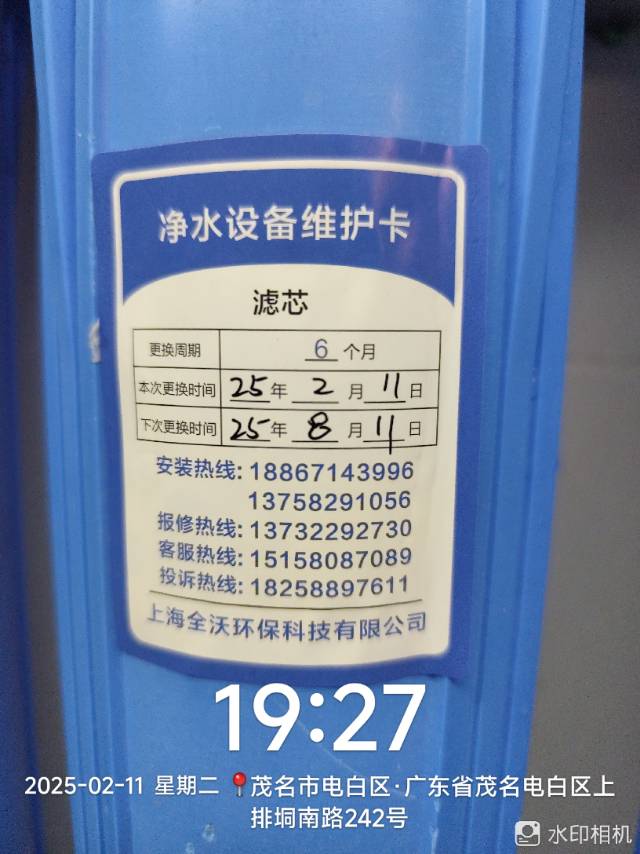 净水设备维护卡
滤芯
更换周期 6 个月
本次更换时间 25 年 2 月 11 日
下次更换时间 25 年 8 月 11 日
安装热线: 18867143996
13758291056
报修热线: 13732292730
客服热线: 15158087089
投诉热线: 18258897611
上海全沃环保科技有限公司
19:27
2025-02-11 星期二 茂名市电白区·广东省茂名电白区上
排垌南路242号
水印相机